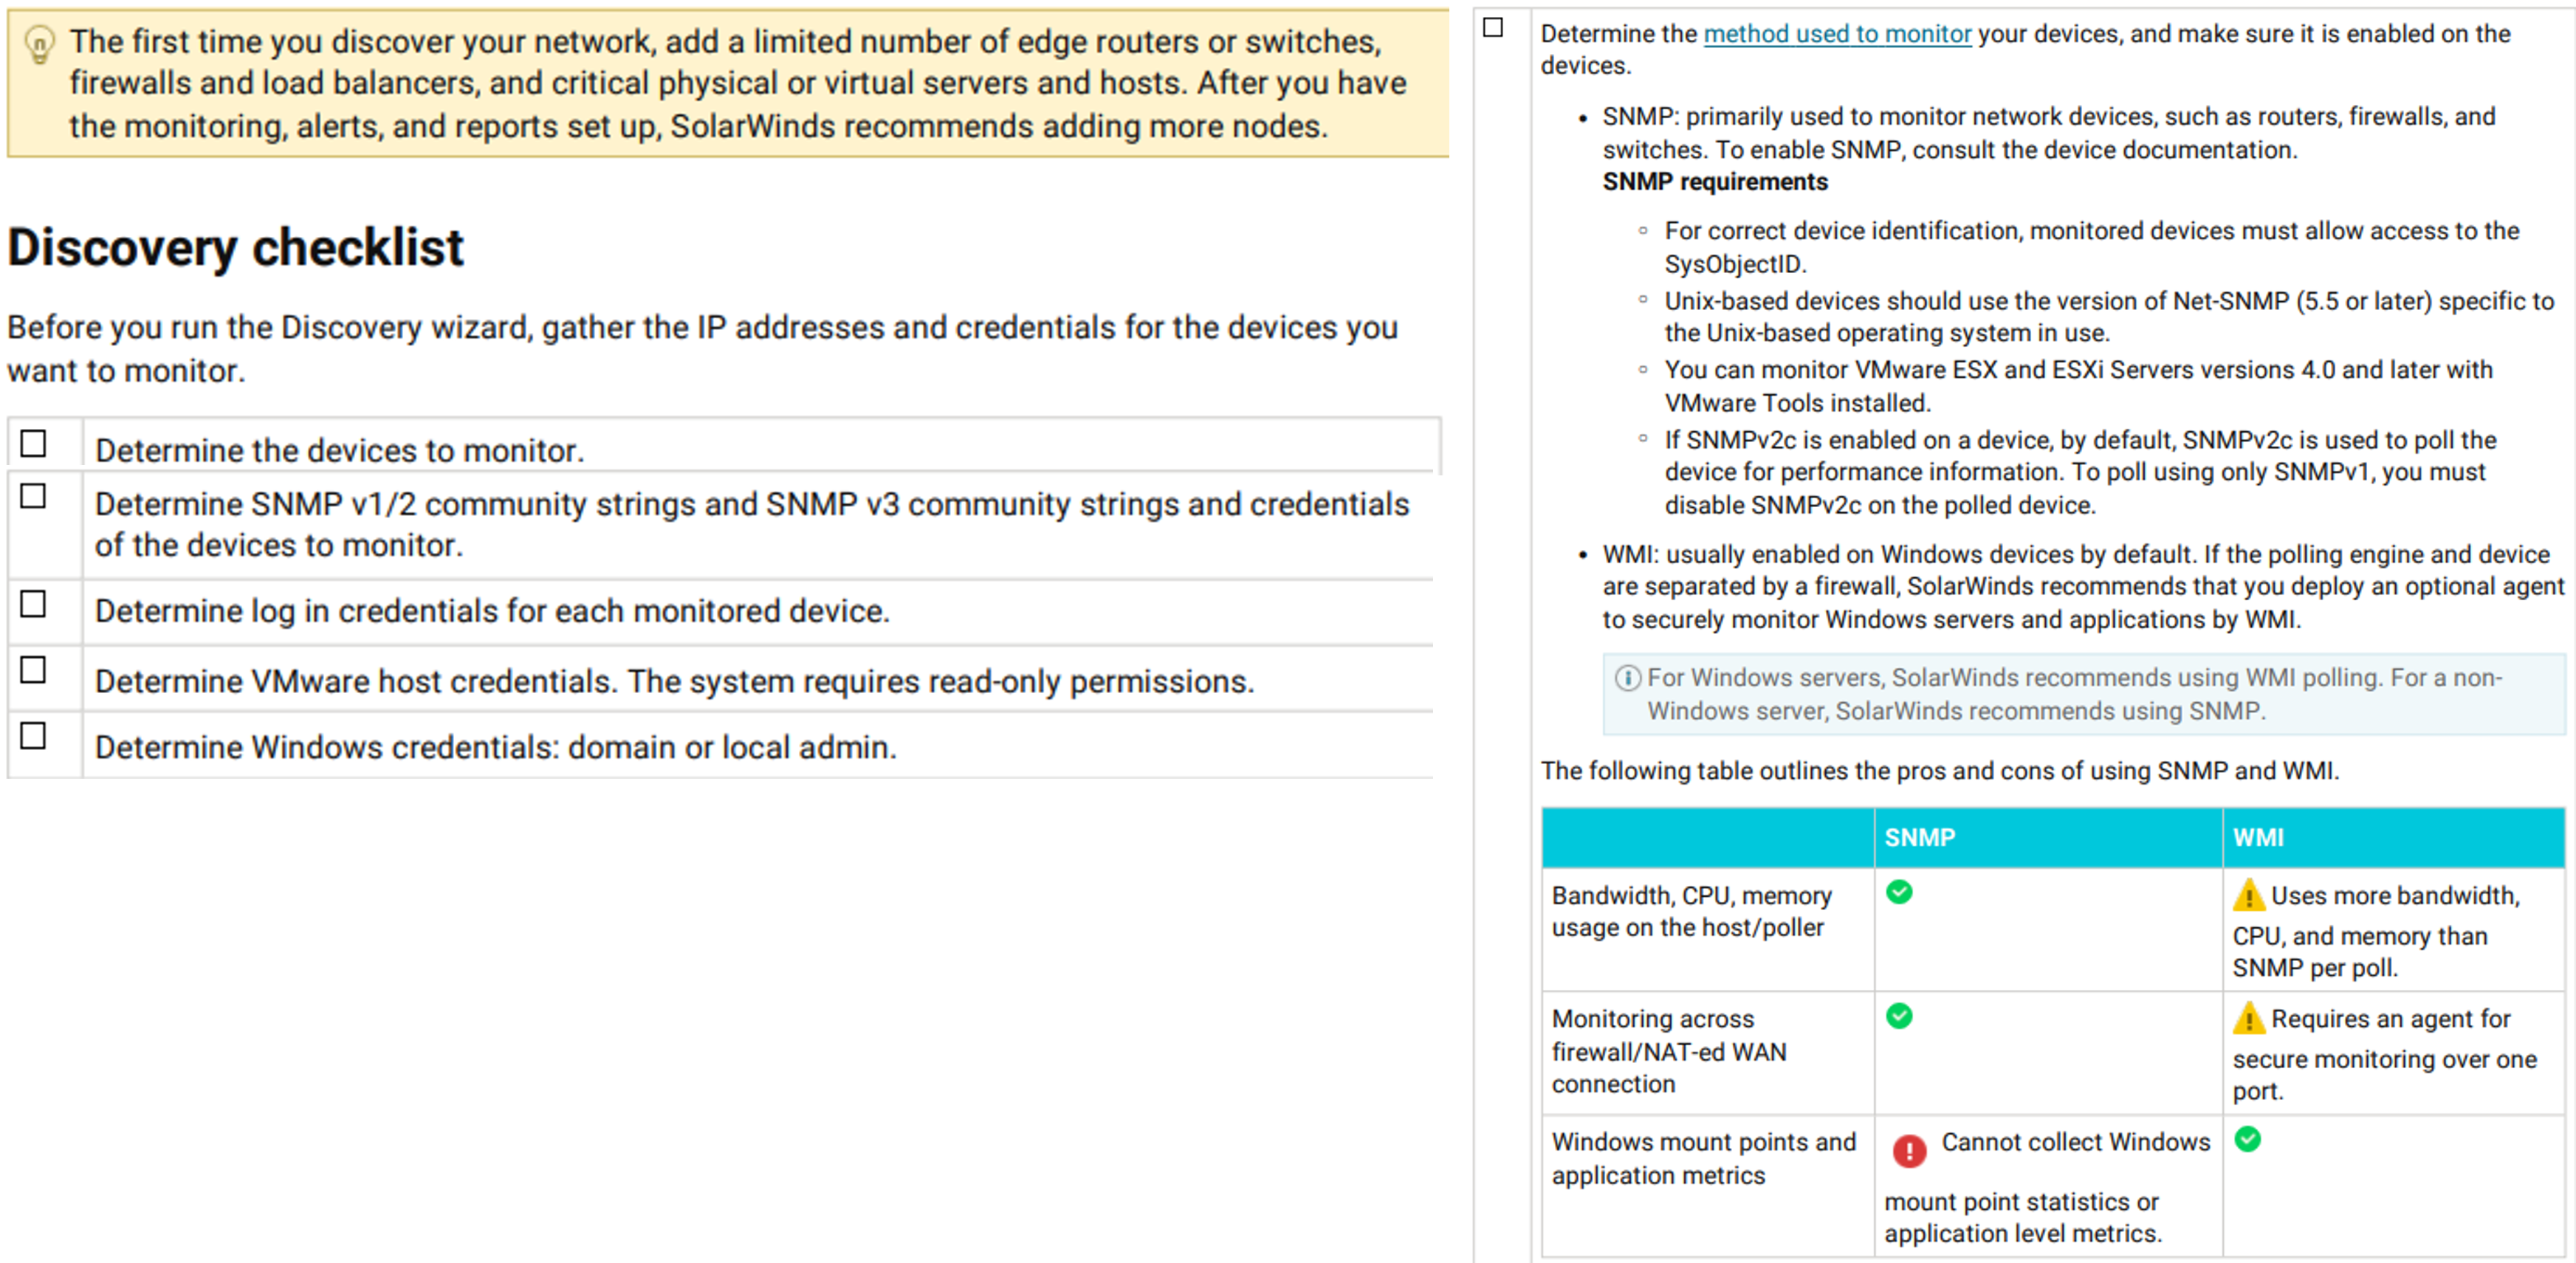 The first time you discover your network, add a limited number of edge routers or switches,
firewalls and load balancers, and critical physical or virtual servers and hosts. After you have
the monitoring, alerts, and reports set up, SolarWinds recommends adding more nodes.
Discovery checklist
Before you run the Discovery wizard, gather the IP addresses and credentials for the devices you
want to monitor.
Determine the devices to monitor.
Determine SNMP v1/2 community strings and SNMP v3 community strings and credentials
of the devices to monitor.
Determine log in credentials for each monitored device.
Determine VMware host credentials. The system requires read-only permissions.
Determine Windows credentials: domain or local admin.
Determine the method used to monitor your devices, and make sure it is enabled on the
devices.
• SNMP: primarily used to monitor network devices, such as routers, firewalls, and
switches. To enable SNMP, consult the device documentation.
SNMP requirements
◦ For correct device identification, monitored devices must allow access to the
SysObjectID.
◦ Unix-based devices should use the version of Net-SNMP (5.5 or later) specific to
the Unix-based operating system in use.
◦ You can monitor VMware ESX and ESXi Servers versions 4.0 and later with
VMware Tools installed.
◦ If SNMPv2c is enabled on a device, by default, SNMPv2c is used to poll the
device for performance information. To poll using only SNMPv1, you must
disable SNMPv2c on the polled device.
• WMI: usually enabled on Windows devices by default. If the polling engine and device
are separated by a firewall, SolarWinds recommends that you deploy an optional agent
to securely monitor Windows servers and applications by WMI.
For Windows servers, SolarWinds recommends using WMI polling. For a non-
Windows server, SolarWinds recommends using SNMP.
The following table outlines the pros and cons of using SNMP and WMI.
SNMP
WMI
Bandwidth, CPU, memory
usage on the host/poller
Uses more bandwidth,
CPU, and memory than
SNMP per poll.
Monitoring across
firewall/NAT-ed WAN
connection
Requires an agent for
secure monitoring over one
port.
Windows mount points and
application metrics
Cannot collect Windows
mount point statistics or
application level metrics.